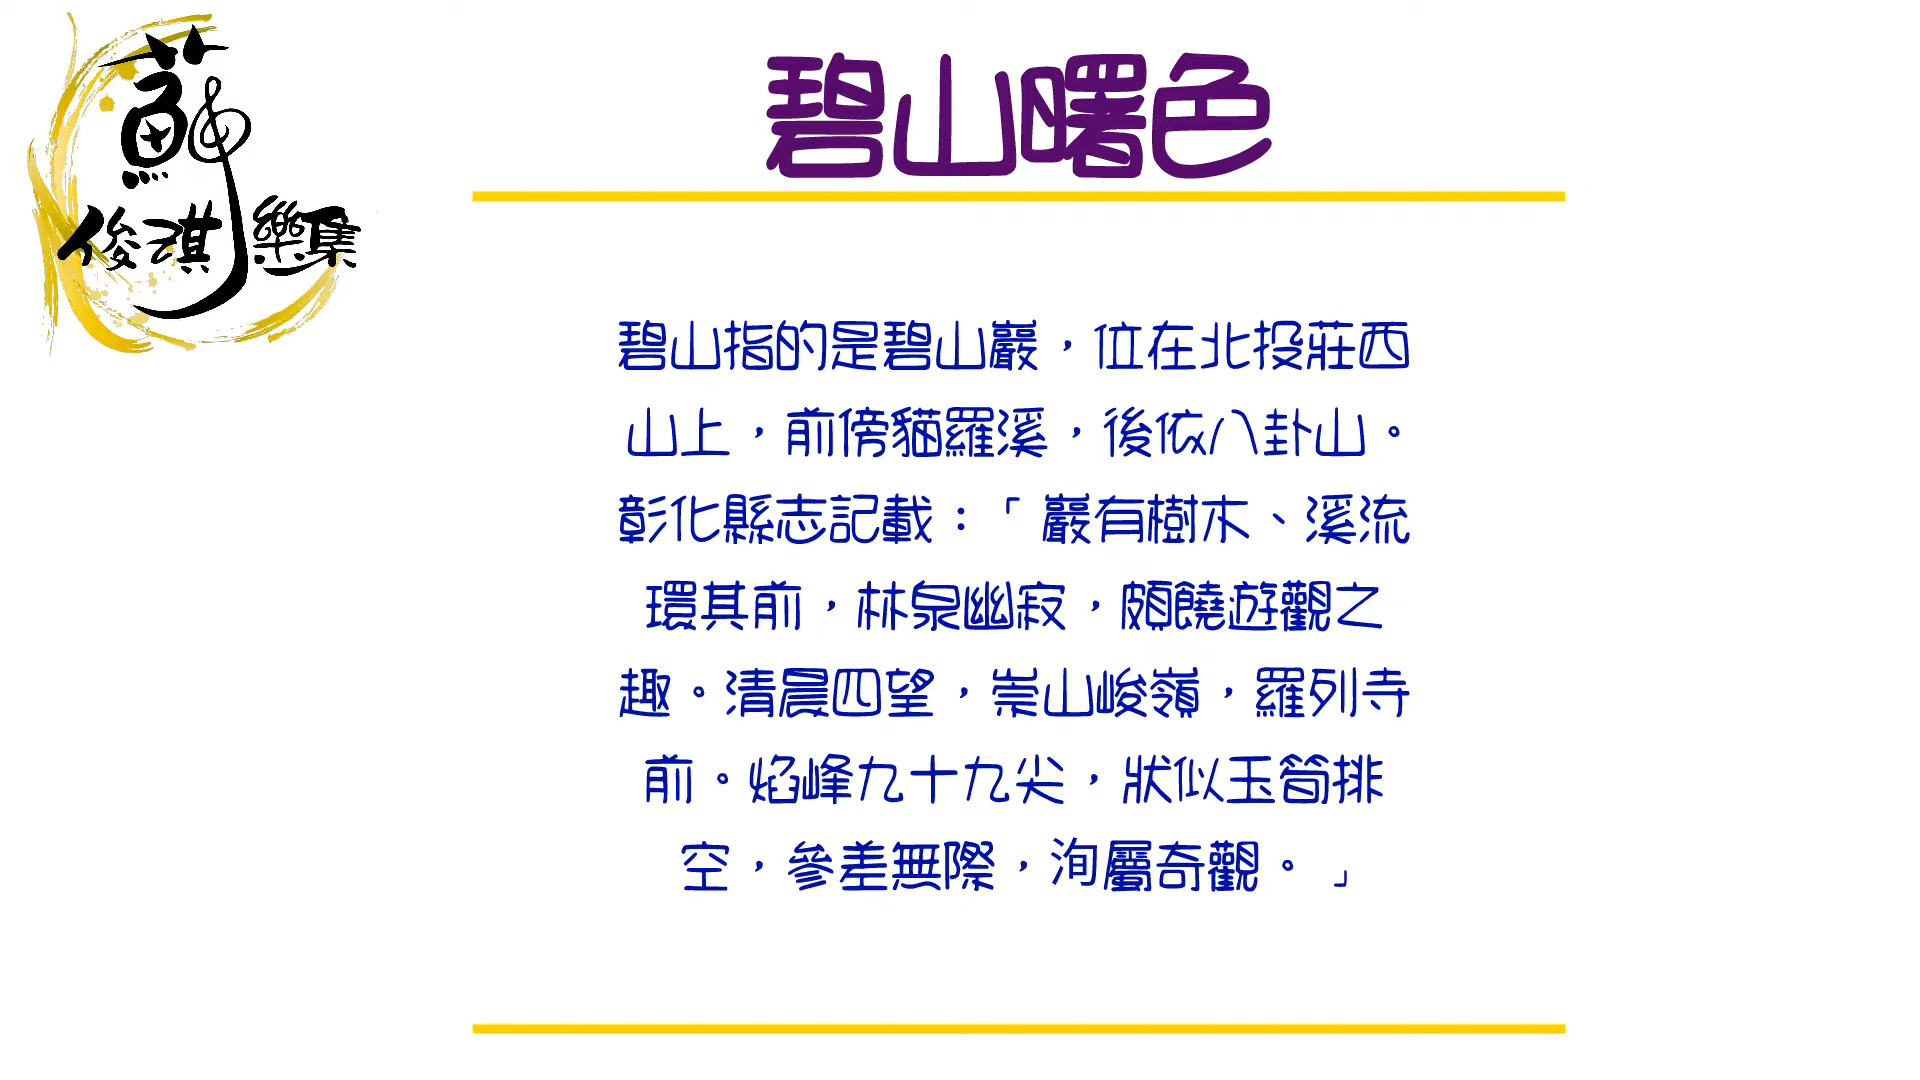 蘇
俊淇樂集
碧山曙色
碧山指的是碧山巖，位在北投莊西
山上，前傍貓羅溪，後依八卦山。
彰化縣志記載：「巖有樹木、溪流
環其前，林泉幽寂，頗饒遊觀之
趣。清晨四望，崇山峻嶺，羅列寺
前。焰峰九十九尖，狀似玉筍排
空，參差無際，洵屬奇觀。」